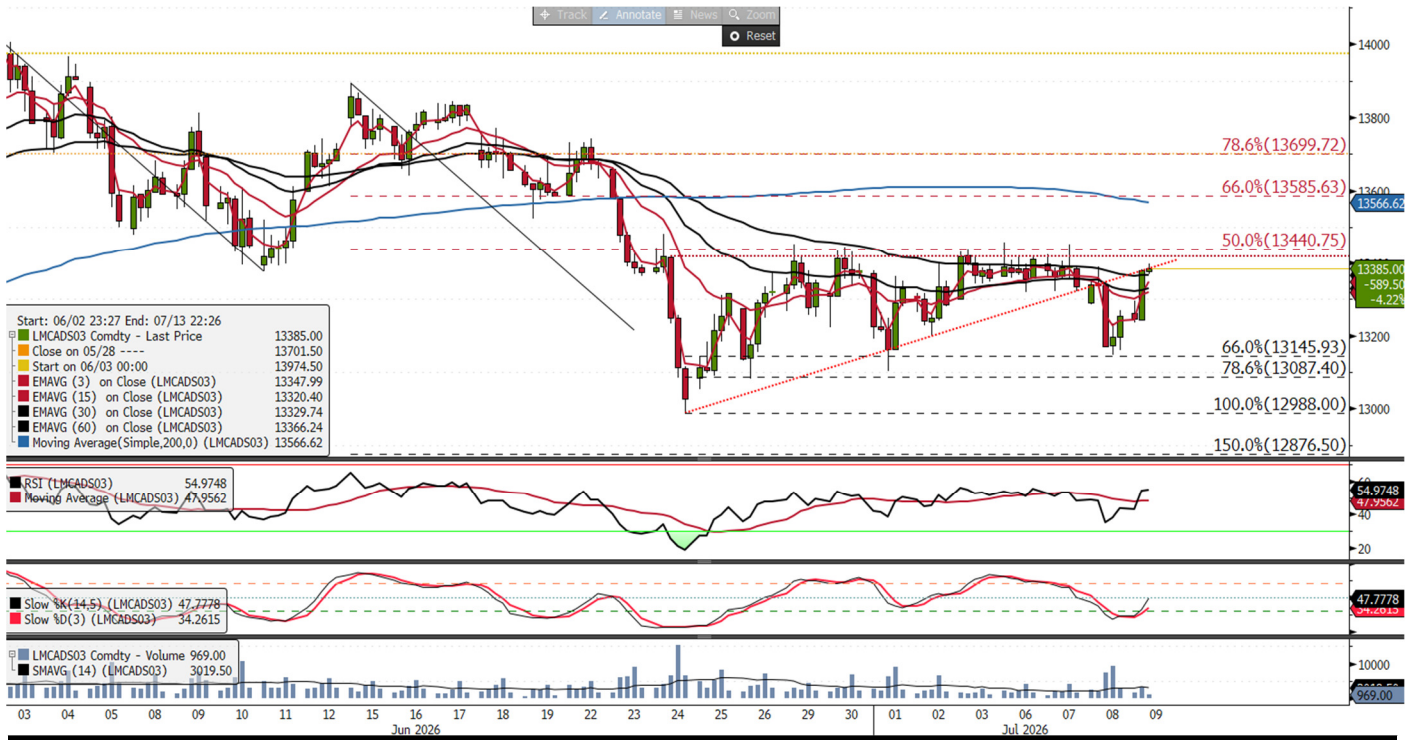 Track Annotate News Zoom
Reset
14000
13800
78.6%(13699.72)
13600
66.0%(13585.63)
13566.62
50.0%(13440.75)
13385.00
-589.50
-4.22%
13200
66.0%(13145.93)
78.6%(13087.40)
13000
100.0%(12988.00)
150.0%(12876.50)
Start: 06/02 23:27 End: 07/13 22:26
LMCADS03 Comdty - Last Price 13385.00
Close on 05/28 ---- 13701.50
Start on 06/03 00:00 13974.50
EMAVG (3) on Close (LMCADS03) 13347.99
EMAVG (15) on Close (LMCADS03) 13320.40
EMAVG (30) on Close (LMCADS03) 13329.74
EMAVG (60) on Close (LMCADS03) 13366.24
Moving Average(Simple,200,0) (LMCADS03) 13566.62
RSI (LMCADS03) 54.9748
Moving Average (LMCADS03) 47.9562
54.9748
47.9562
40
20
Slow %K(14,5) (LMCADS03) 47.7778
Slow %D(3) (LMCADS03) 34.2615
47.7778
34.2615
LMCADS03 Comdty - Volume 969.00
SMAVG (14) (LMCADS03) 3019.50
10000
969.00
03 04 05 08 09 10 11 12 15 16 17 18 19 22 23 24 25 26 29 30 01 02 03 06 07 08 09
Jun 2026 Jul 2026